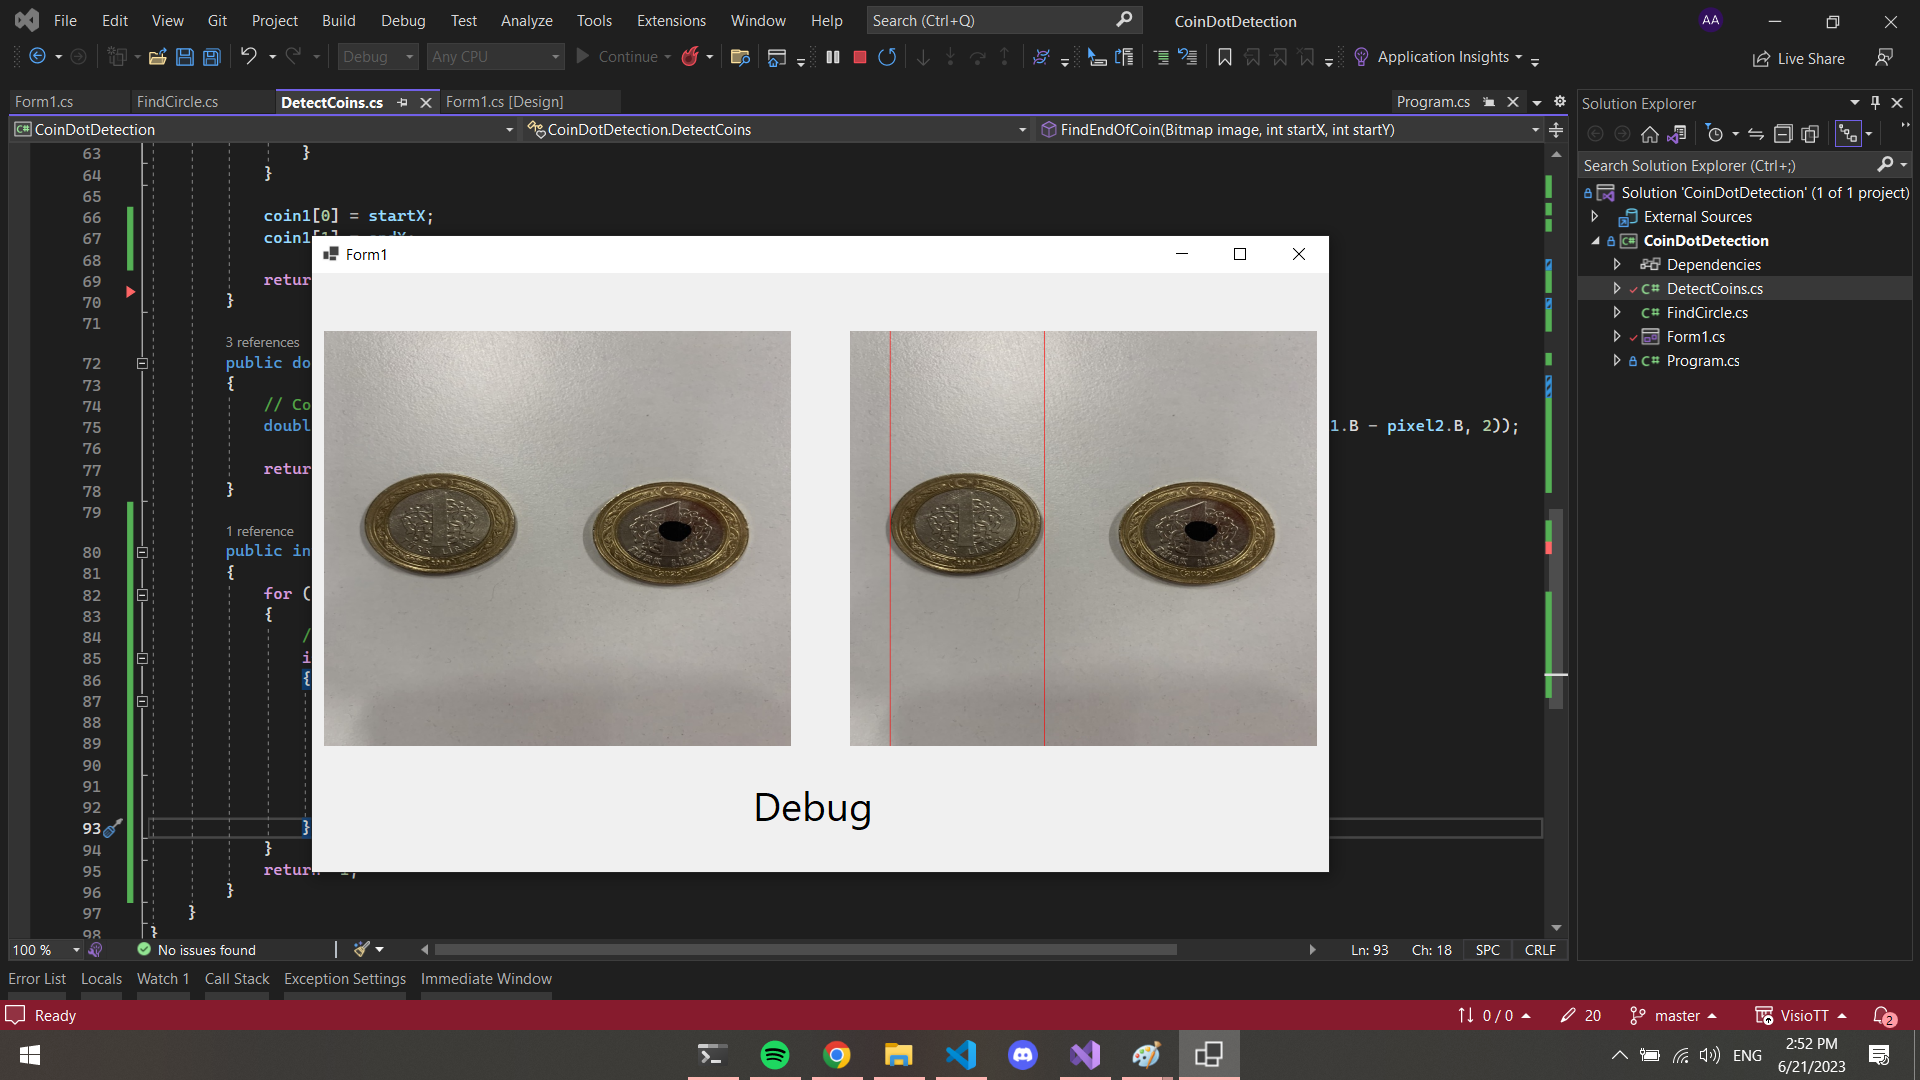 File Edit View Git Project Build Debug Test Analyze Tools Extensions Window Help Search (Ctrl+Q) CoinDotDetection AA
Debug Any CPU Continue Application Insights Live Share
Form1.cs FindCircle.cs DetectCoins.cs Form1.cs [Design] Program.cs
CoinDotDetection CoinDotDetection.DetectCoins FindEndOfCoin(Bitmap image, int startX, int startY)
63 }
64 }
65
66 coin1[0] = startX;
67
68
69 retur
70 }
71
3 references
72 public do
73 {
74 // Co
75 doubl 1.B - pixel2.B, 2));
76
77 retur
78 }
79
1 reference
80 public in
81 {
82 for (
83 {
84 /
85 i
86 {
87
88
89
90
91
92
93 }
94 }
95
96 }
97 }
98 }
Form1
Debug
100 % No issues found Ln: 93 Ch: 18 SPC CRLF
Error List Locals Watch 1 Call Stack Exception Settings Immediate Window
Solution Explorer
Search Solution Explorer (Ctrl+;)
Solution 'CoinDotDetection' (1 of 1 project)
External Sources
CoinDotDetection
Dependencies
C# DetectCoins.cs
C# FindCircle.cs
Form1.cs
C# Program.cs
Ready 0 / 0 20 master VisioTT 2
ENG 2:52 PM
6/21/2023